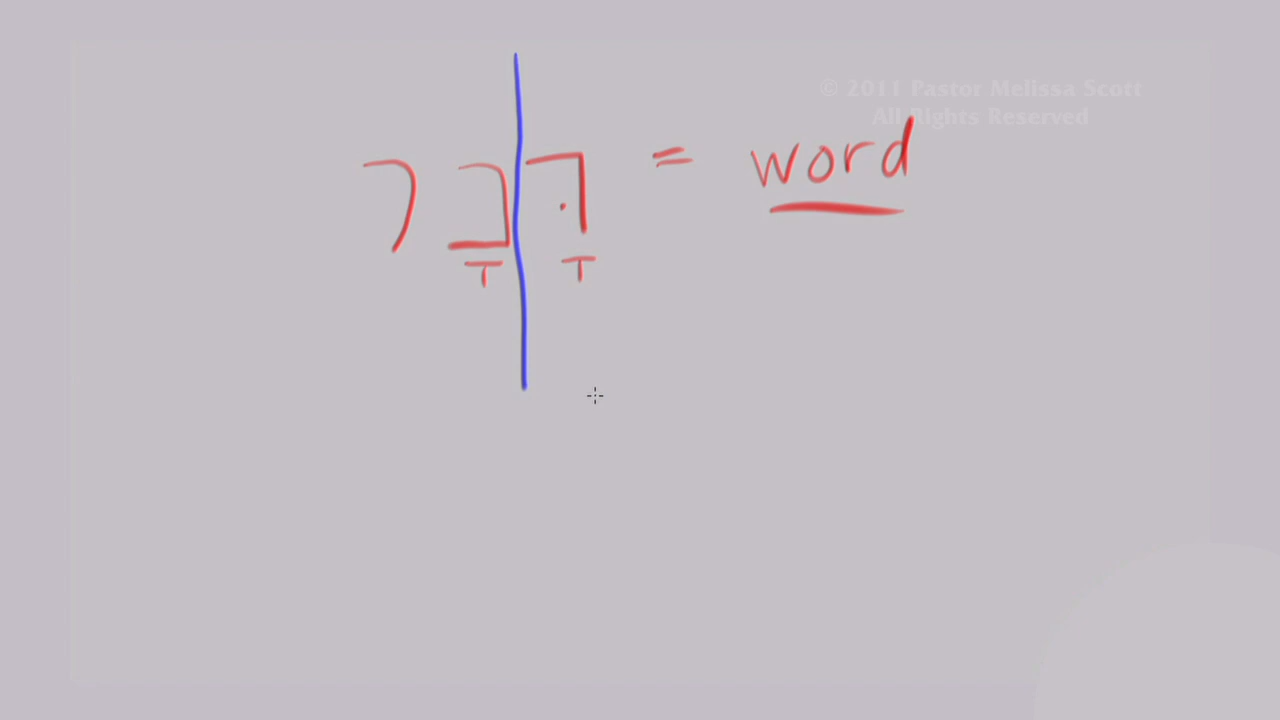 © 2011 Pastor Melissa Scott
All Rights Reserved
דָּבָר = word